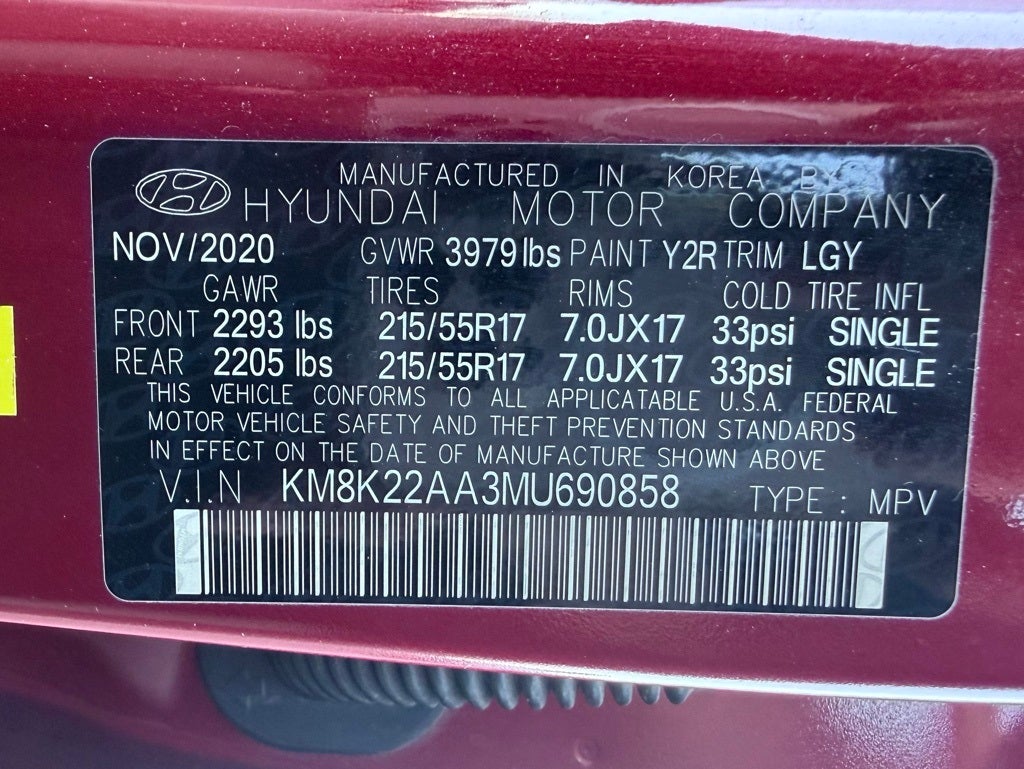 MANUFACTURED IN KOREA BY
HYUNDAI MOTOR COMPANY
NOV/2020 GVWR 3979lbs PAINT Y2R TRIM LGY
GAWR TIRES RIMS COLD TIRE INFL
FRONT 2293 lbs 215/55R17 7.0JX17 33psi SINGLE
REAR 2205 lbs 215/55R17 7.0JX17 33psi SINGLE
THIS VEHICLE CONFORMS TO ALL APPLICATABLE U.S.A. FEDERAL
MOTOR VEHICLE SAFETY AND THEFT PREVENTION STANDARDS
IN EFFECT ON THE DATE OF MANUFACTURE SHOWN ABOVE
V.I.N KM8K22AA3MU690858 TYPE : MPV